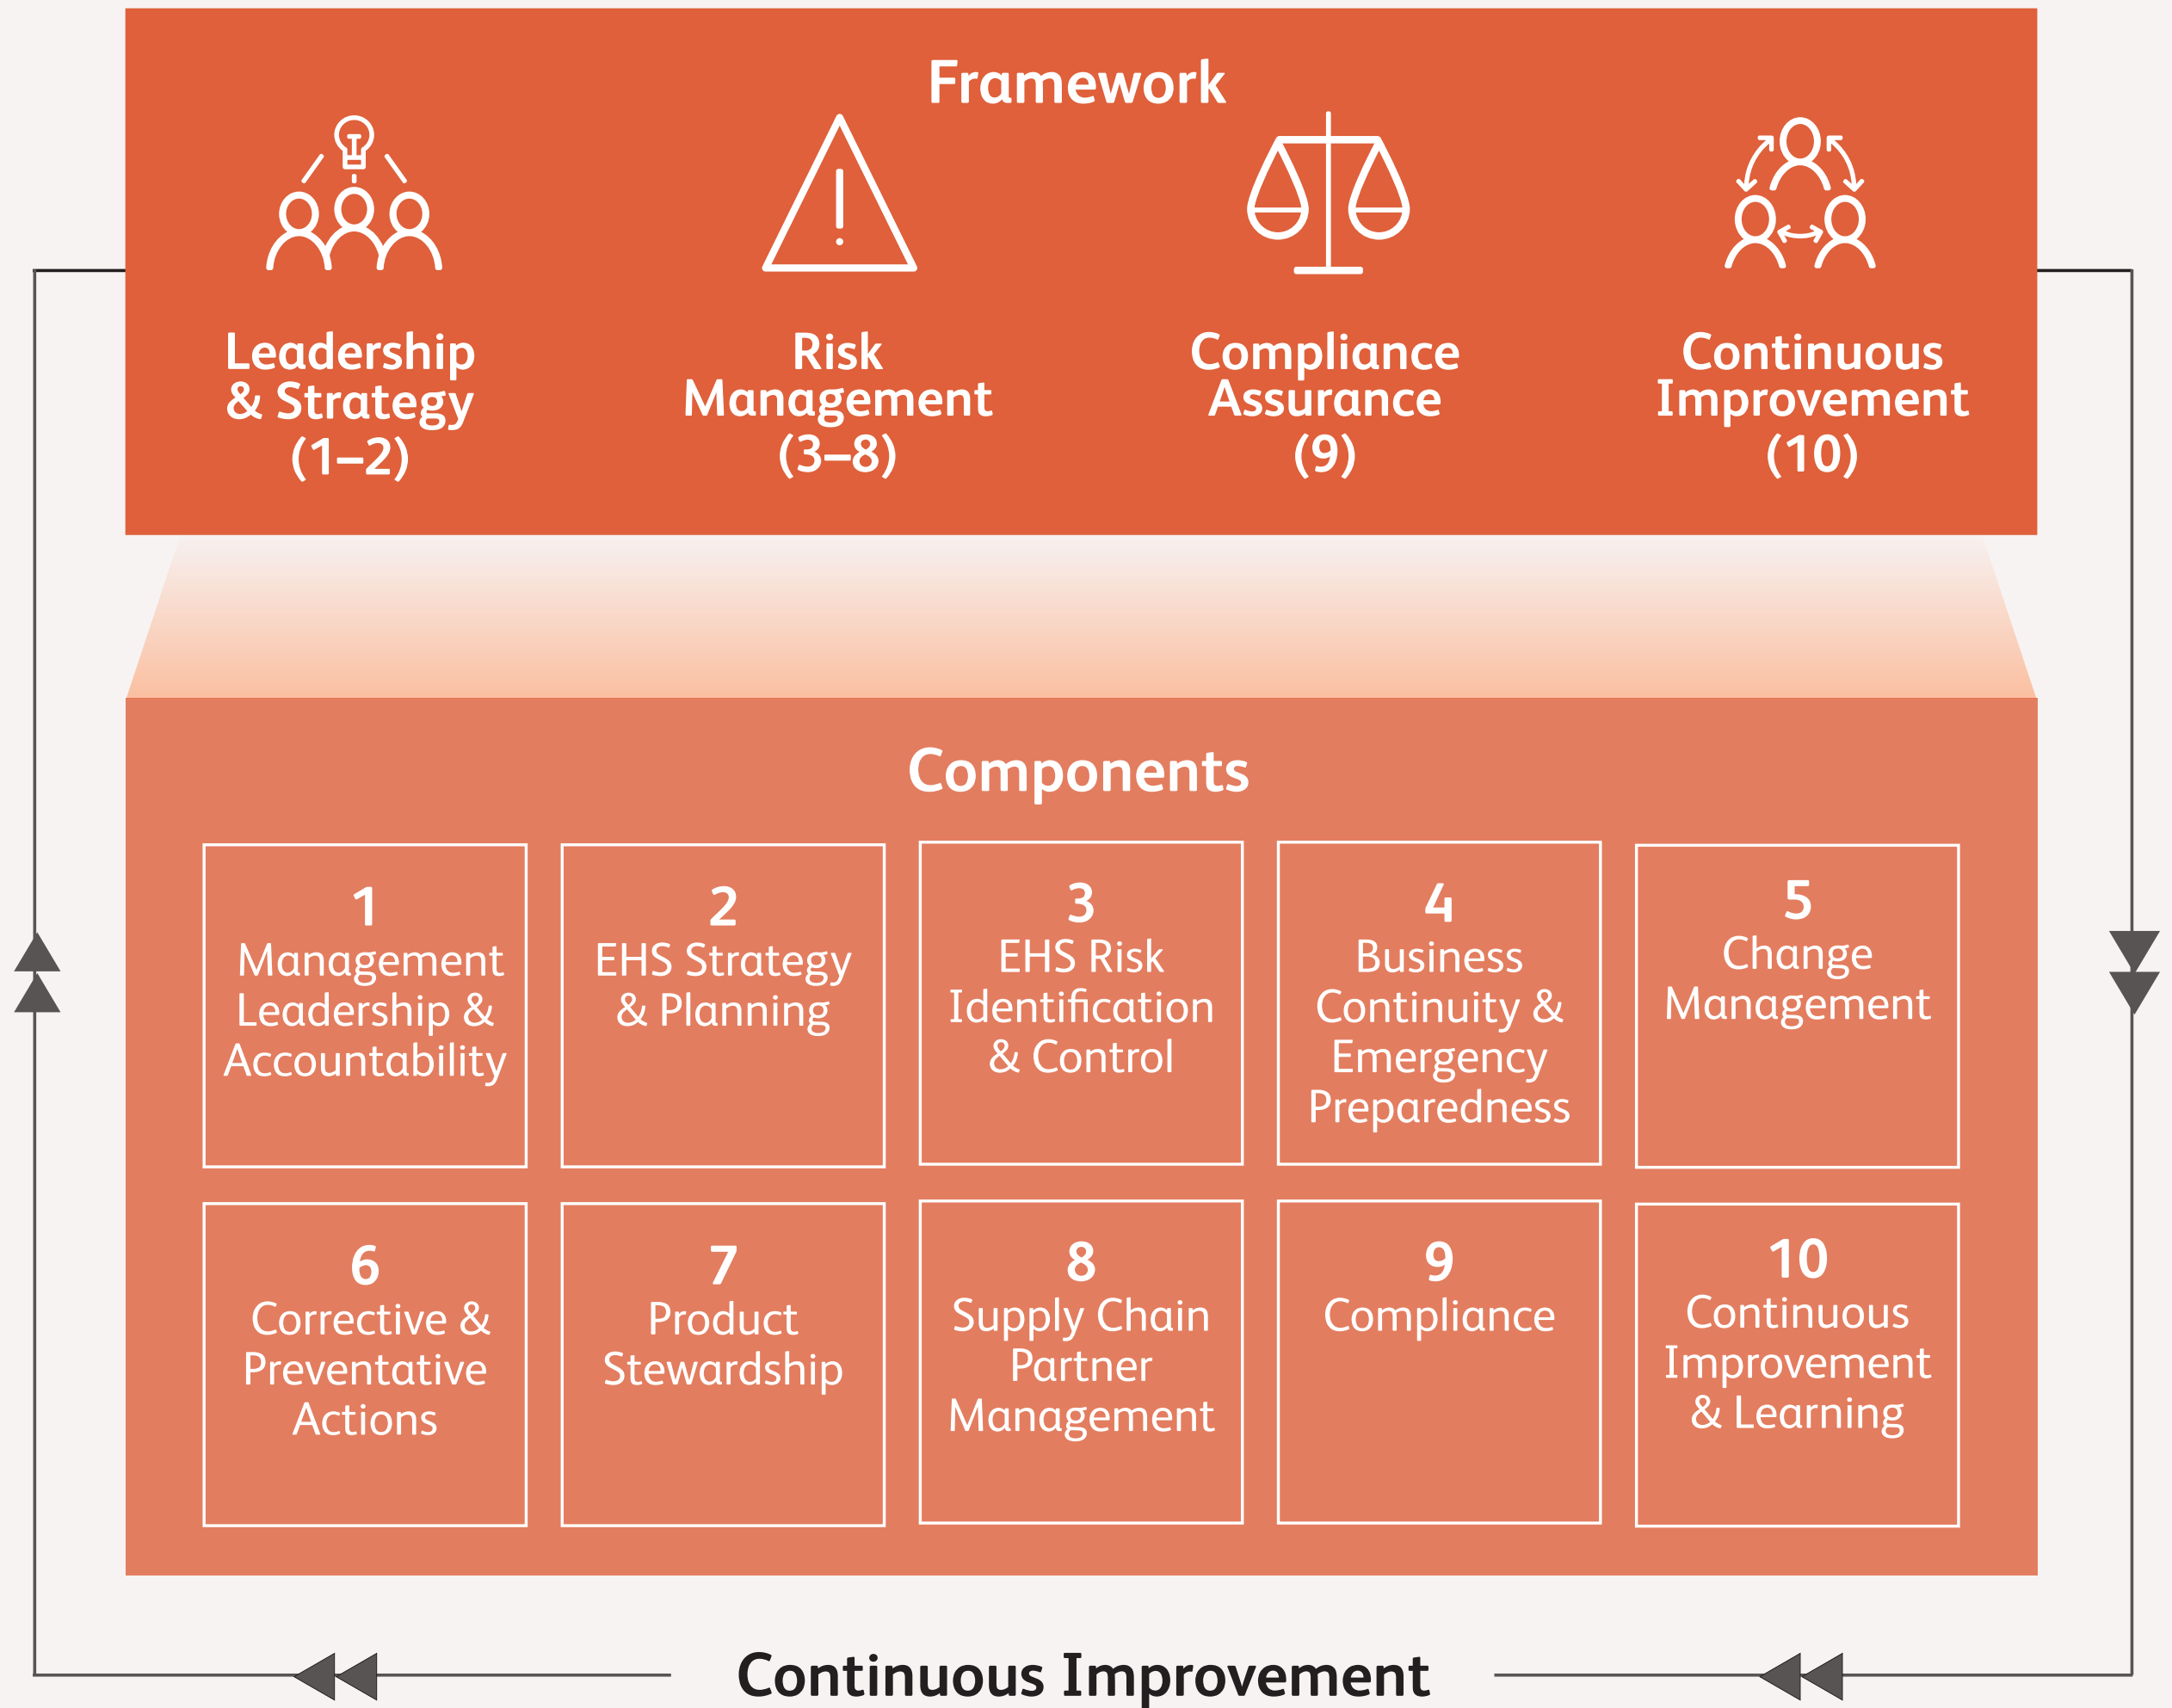 Framework
Leadership
& Strategy
(1–2)
Risk
Management
(3–8)
Compliance
Assurance
(9)
Continuous
Improvement
(10)
Components
1
Management
Leadership &
Accountability
2
EHS Strategy
& Planning
3
EHS Risk
Identification
& Control
4
Business
Continuity &
Emergency
Preparedness
5
Change
Management
6
Corrective &
Preventative
Actions
7
Product
Stewardship
8
Supply Chain
Partner
Management
9
Compliance
10
Continuous
Improvement
& Learning
Continuous Improvement